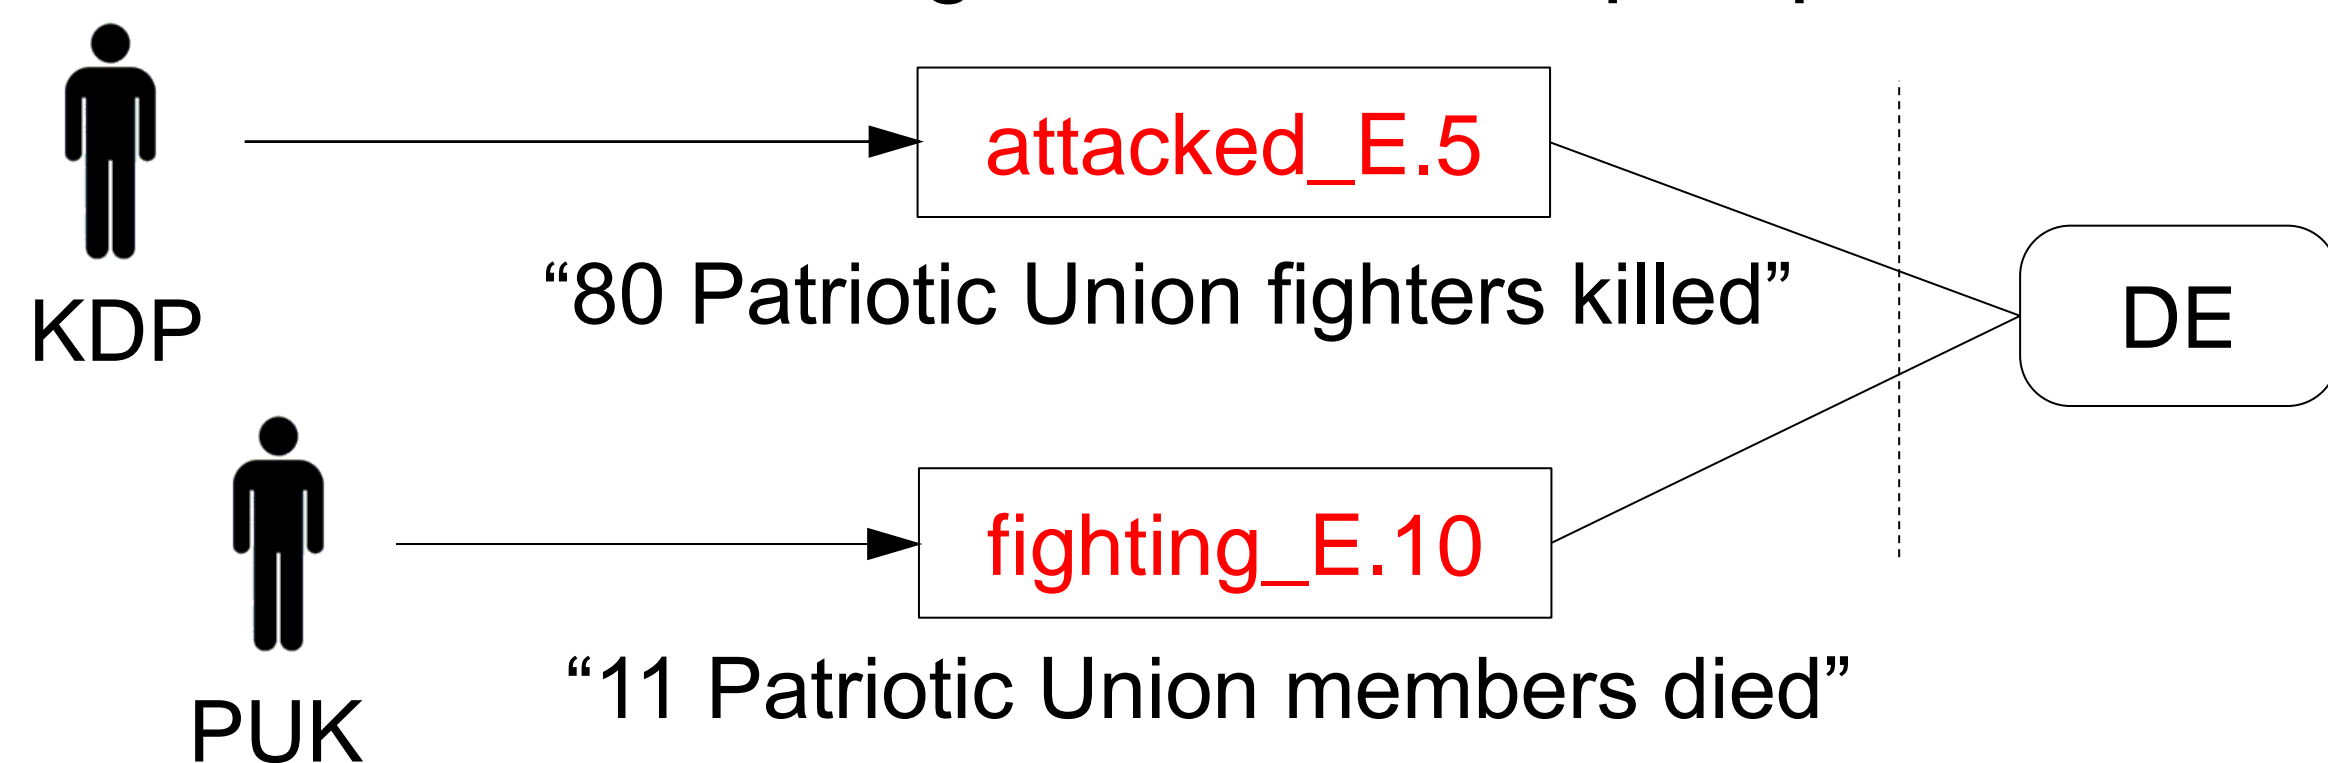 attacked_E.5
“80 Patriotic Union fighters killed”
KDP
DE
fighting_E.10
“11 Patriotic Union members died”
PUK